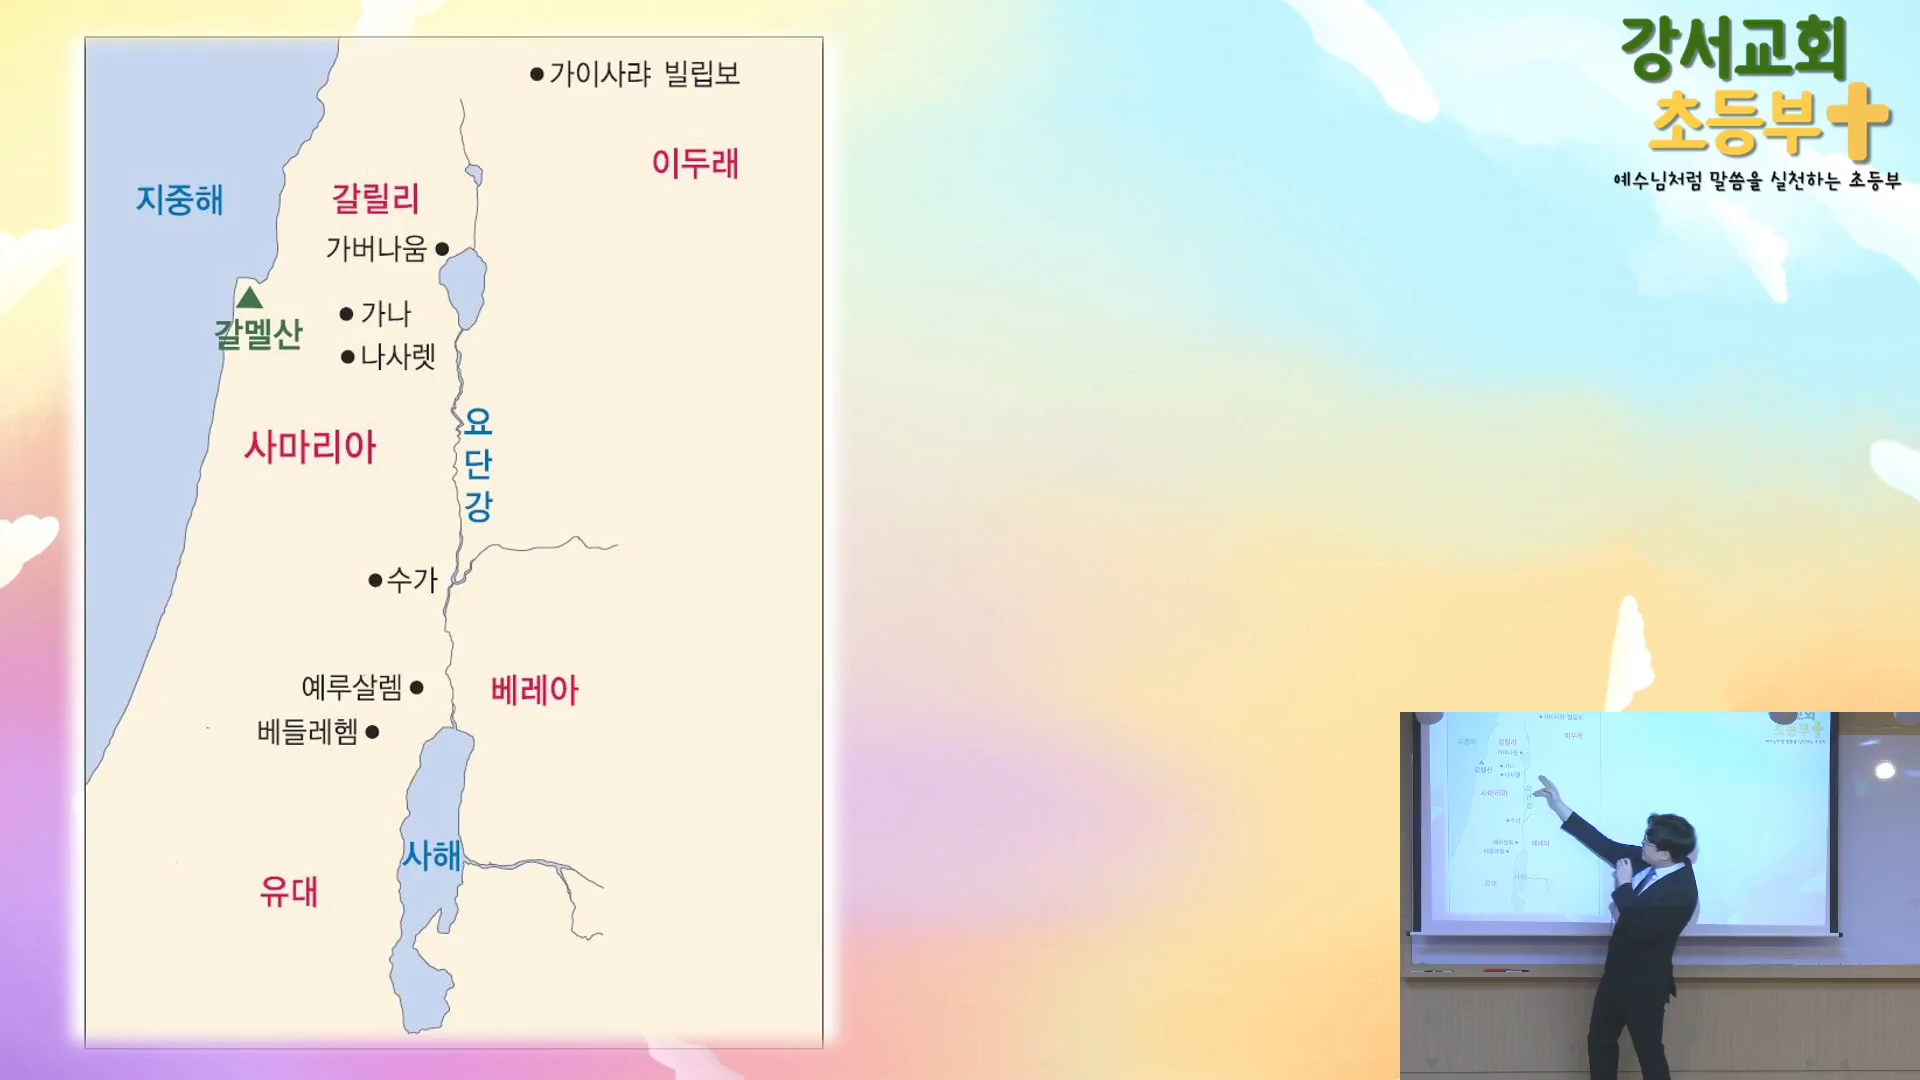 강서교회
초등부
예수님처럼 말씀을 실천하는 초등부
가이사랴 빌립보
이두래
지중해
갈릴리
가버나움
가나
갈멜산
나사렛
사마리아
요단강
수가
예루살렘
베레아
베들레헴
사해
유대